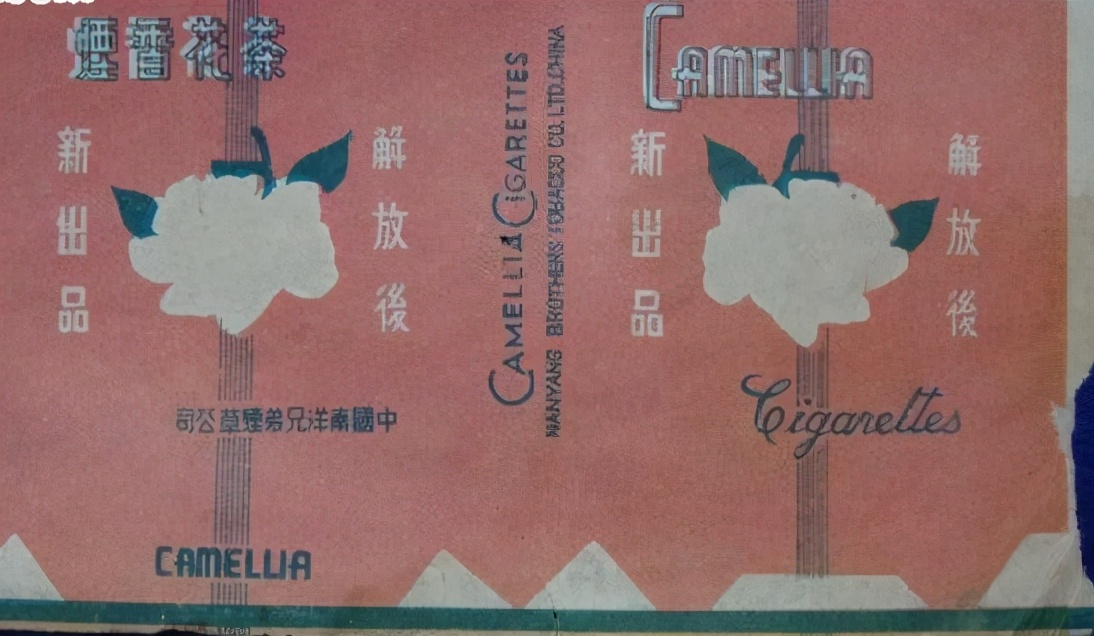 茶花香煙
解放後
新出品
中國南洋兄弟煙草公司
CAMELLIA
CAMELLIA CiGARETTES
NANYANG BROTHERS TOBACCO CO. LTD. CHINA
CAMELLIA
解放後
新出品
Cigarettes